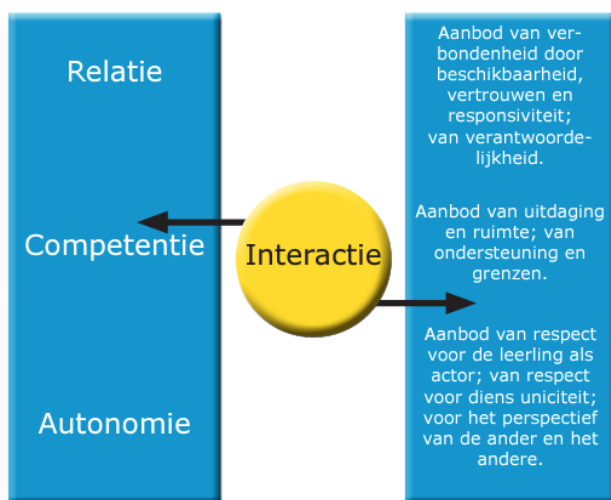 Relatie
Competentie
Autonomie
Interactie
Aanbod van ver-
bondenheid door
beschikbaarheid,
vertrouwen en
responsiviteit;
van verantwoorde-
lijkheid.
Aanbod van uitdaging
en ruimte; van
ondersteuning en
grenzen.
Aanbod van respect
voor de leerling als
actor; van respect
voor diens uniciteit;
voor het perspectief
van de ander en het
andere.